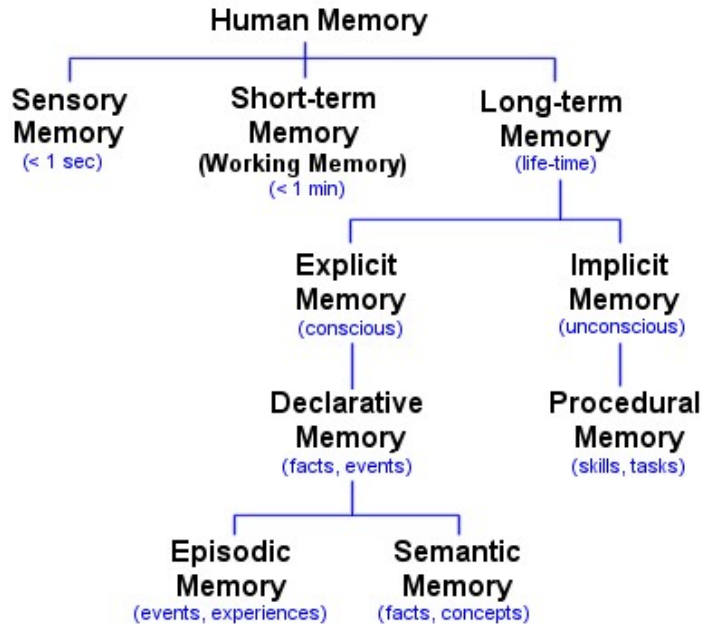 Human Memory
Sensory
Memory
(< 1 sec)
Short-term
Memory
(Working Memory)
(< 1 min)
Long-term
Memory
(life-time)
Explicit
Memory
(conscious)
Implicit
Memory
(unconscious)
Declarative
Memory
(facts, events)
Procedural
Memory
(skills, tasks)
Episodic
Memory
(events, experiences)
Semantic
Memory
(facts, concepts)